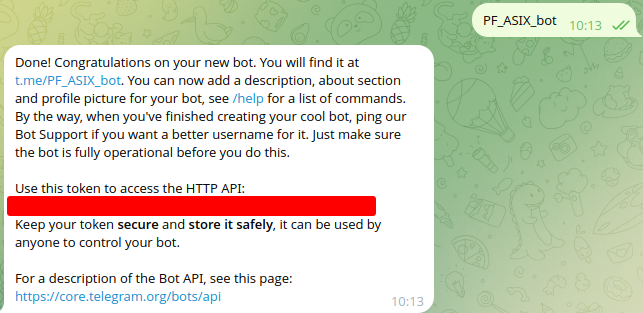 PF_ASIX_bot 10:13
Done! Congratulations on your new bot. You will find it at
t.me/PF_ASIX_bot. You can now add a description, about section
and profile picture for your bot, see /help for a list of commands.
By the way, when you've finished creating your cool bot, ping our
Bot Support if you want a better username for it. Just make sure
the bot is fully operational before you do this.
Use this token to access the HTTP API:
Keep your token secure and store it safely, it can be used by
anyone to control your bot.
For a description of the Bot API, see this page:
https://core.telegram.org/bots/api 10:13